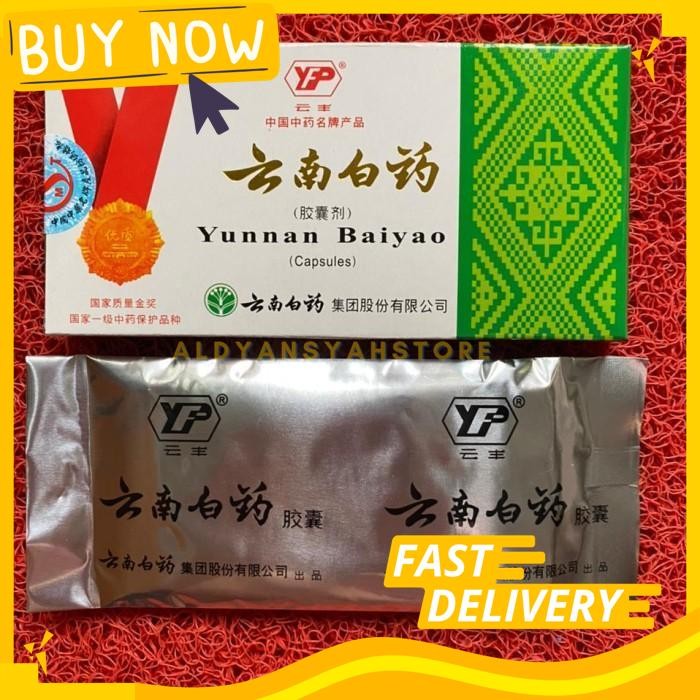 BUY NOW
YFP®
云丰
中国中药名牌产品
云南白药
(胶囊剂)
Yunnan Baiyao
(Capsules)
云南白药 集团股份有限公司
优质
国家质量金奖
国家一级中药保护品种
ALDYANSYAHSTORE
YP®
云丰
云南白药 胶囊
云南白药 集团股份有限公司 出品
YP®
云丰
云南白药 胶囊
份有限公司 出品
FAST
DELIVERY